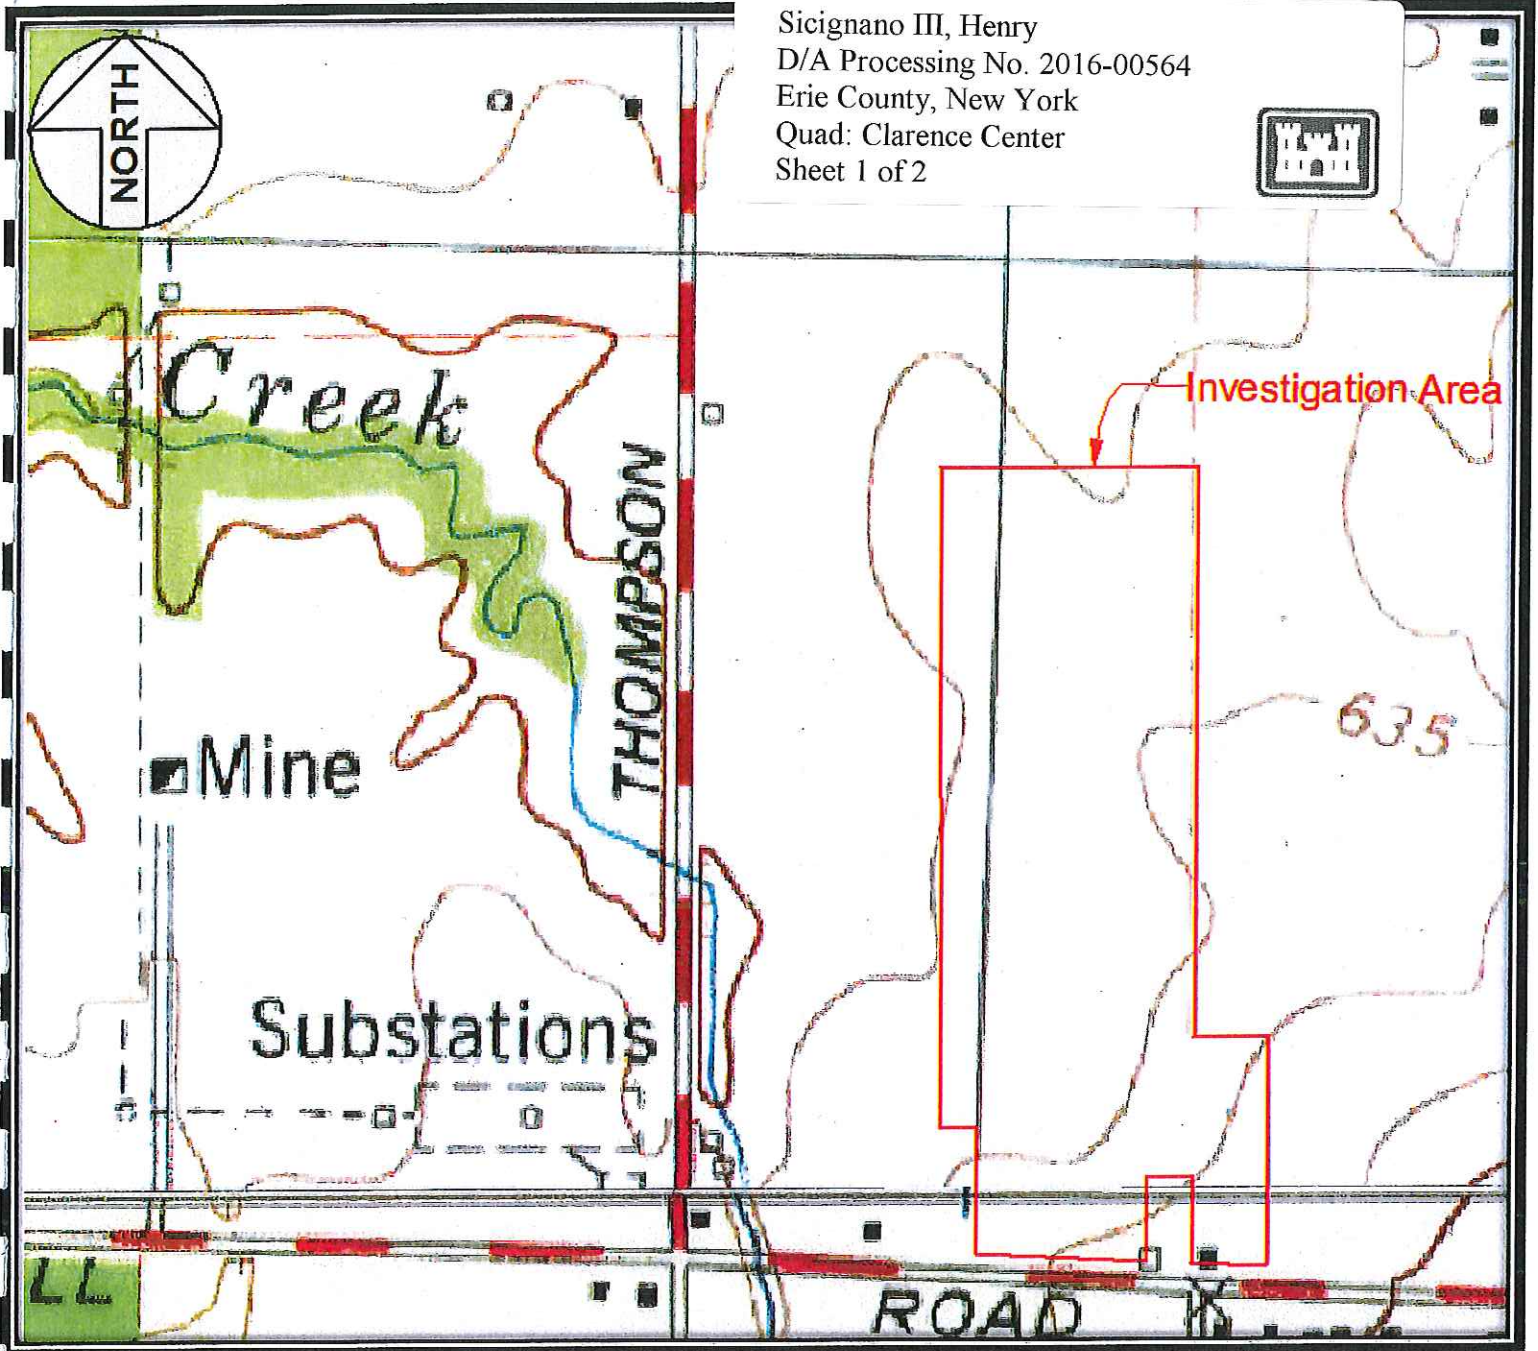 Sicignano III, Henry
D/A Processing No. 2016-00564
Erie County, New York
Quad: Clarence Center
Sheet 1 of 2
NORTH
Creek
Investigation Area
THOMPSON
635
Mine
Substations
LL
ROAD